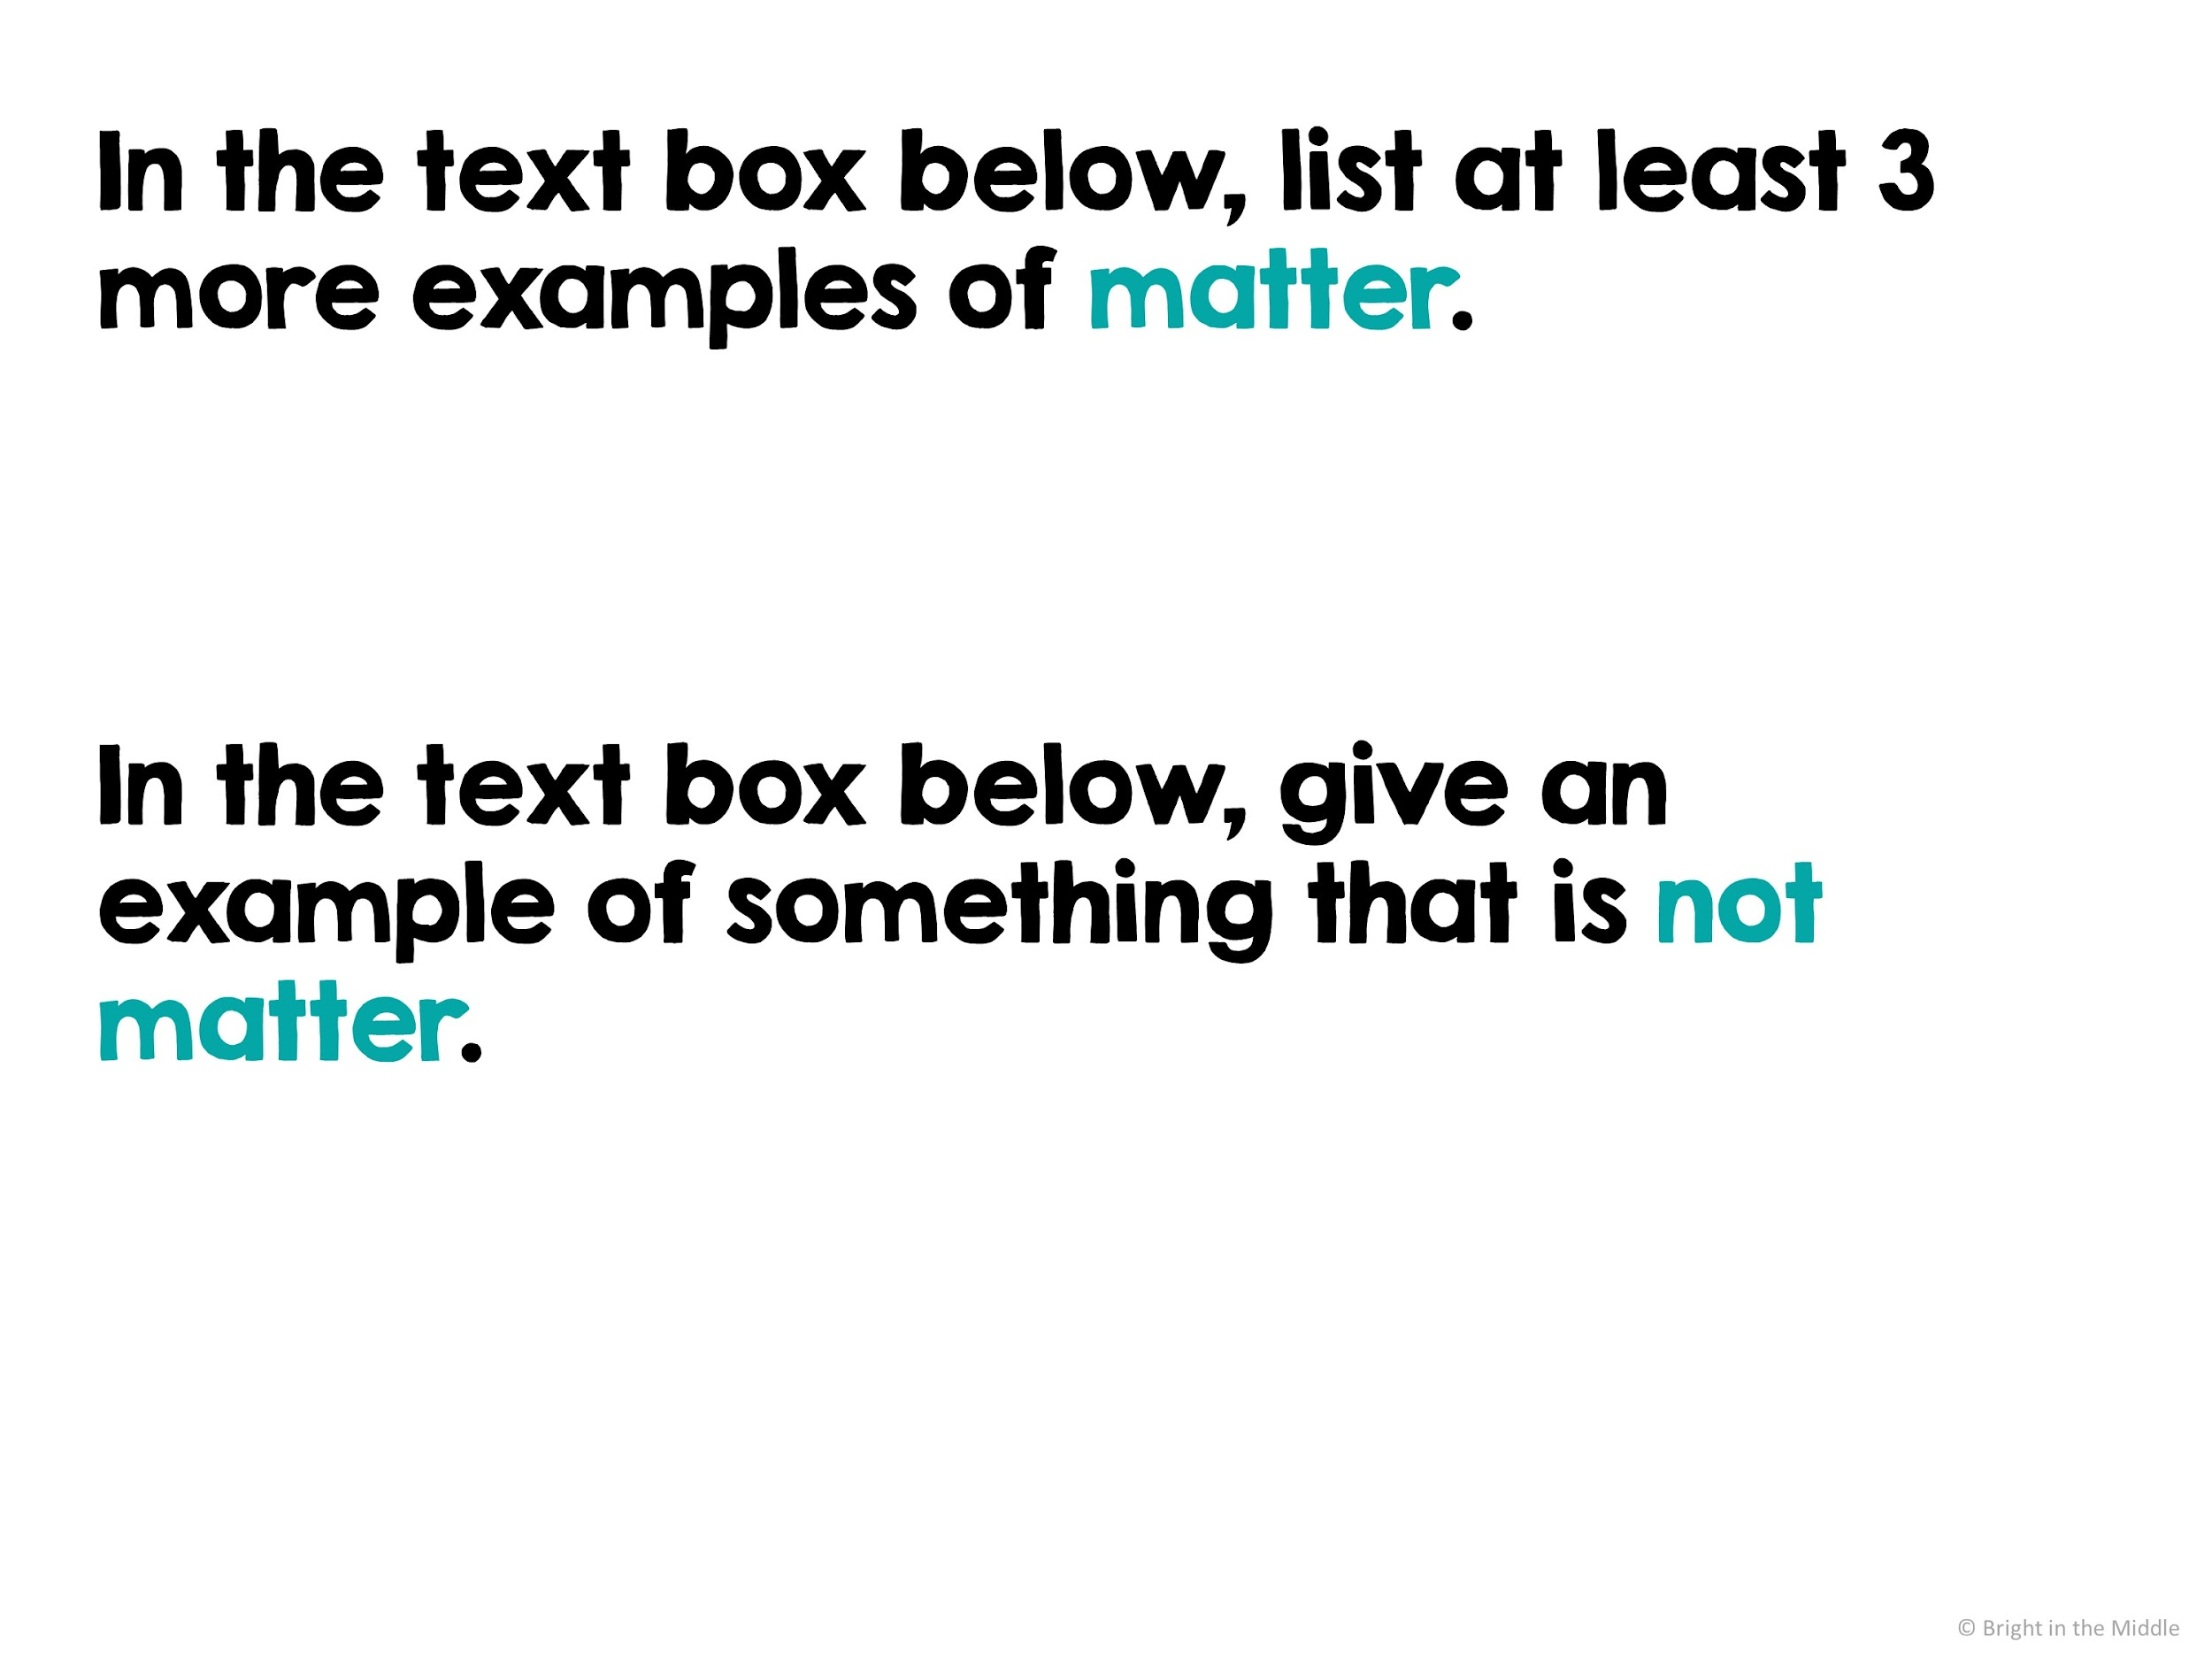 In the text box below, list at least 3
more examples of matter.
In the text box below, give an
example of something that is not
matter.
© Bright in the Middle